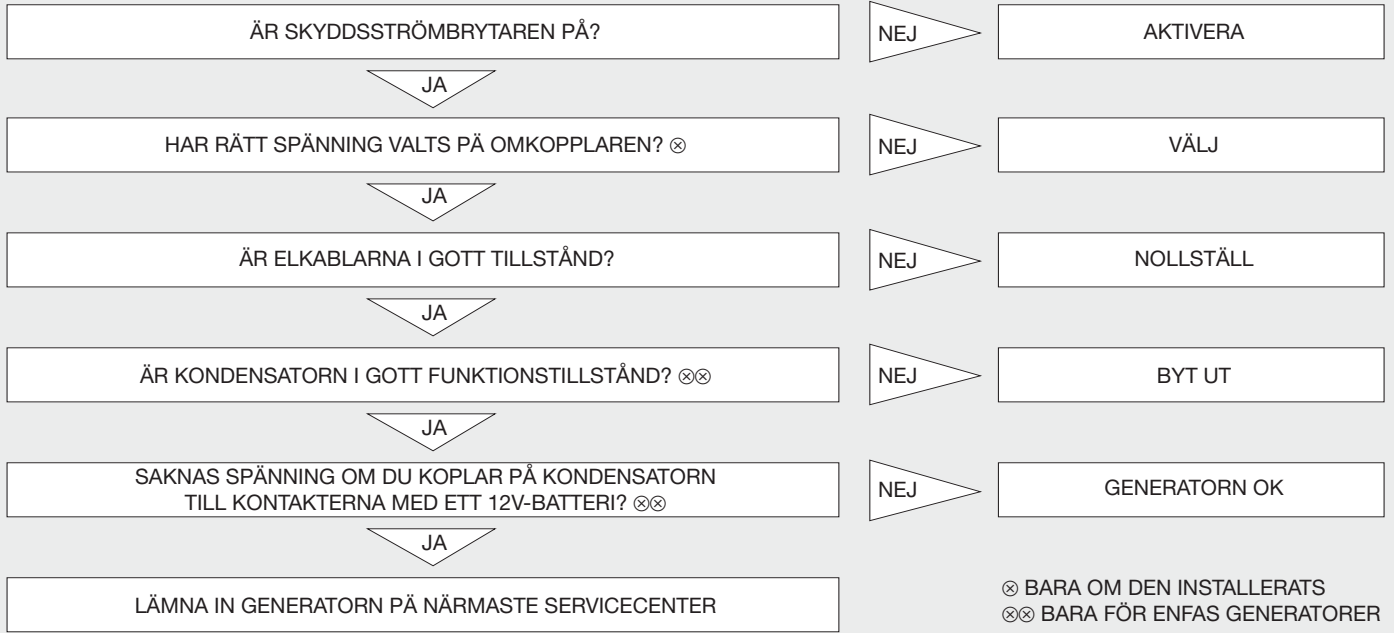 ÄR SKYDDSSTRÖMBRYTAREN PÅ?
NEJ
AKTIVERA
JA
HAR RÄTT SPÄNNING VALTS PÅ OMKOPPLAREN? ⊗
NEJ
VÄLJ
JA
ÄR ELKABLARNA I GOTT TILLSTÅND?
NEJ
NOLLSTÄLL
JA
ÄR KONDENSATORN I GOTT FUNKTIONSTILLSTÅND? ⊗⊗
NEJ
BYT UT
JA
SAKNAS SPÄNNING OM DU KOPLAR PÅ KONDENSATORN
TILL KONTAKTERNA MED ETT 12V-BATTERI? ⊗⊗
NEJ
GENERATORN OK
JA
LÄMNA IN GENERATORN PÅ NÄRMASTE SERVICECENTER
⊗ BARA OM DEN INSTALLERATS
⊗⊗ BARA FÖR ENFAS GENERATORER